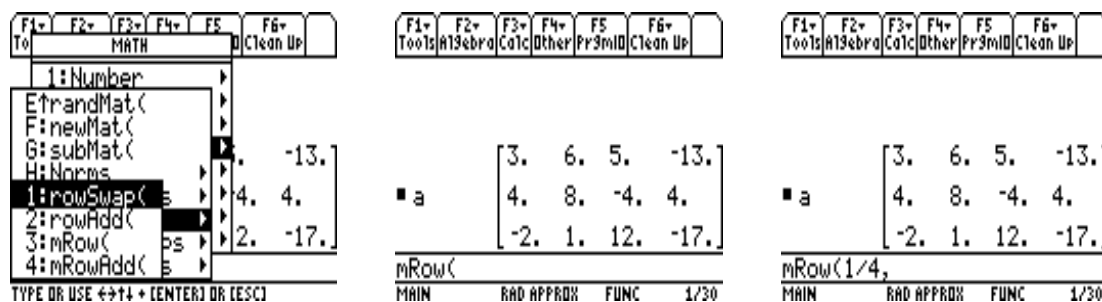 F1 F2 F3 F4 F5 F6
To MATH Clean Up
1:Number
E↑randMat(
F:newMat(
G:subMat(
H:Norms
1:rowSwap(
2:rowAdd(
3:mRow(
4:mRowAdd(
-13.
-4. 4.
2. -17.
TYPE OR USE ←→↑↓ + [ENTER] OR [ESC]
F1 F2 F3 F4 F5 F6
Tools Algebra Calc Other PrgmIO Clean Up
3. 6. 5. -13.
a 4. 8. -4. 4.
-2. 1. 12. -17.
mRow(
MAIN RAD APPROX FUNC 1/30
F1 F2 F3 F4 F5 F6
Tools Algebra Calc Other PrgmIO Clean Up
3. 6. 5. -13.
a 4. 8. -4. 4.
-2. 1. 12. -17.
mRow(1/4,
MAIN RAD APPROX FUNC 1/30